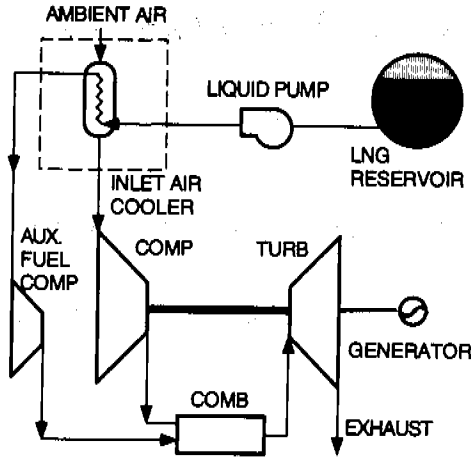 AMBIENT AIR
LIQUID PUMP
LNG
RESERVOIR
INLET AIR
COOLER
AUX.
FUEL
COMP
COMP
TURB
GENERATOR
COMB
EXHAUST